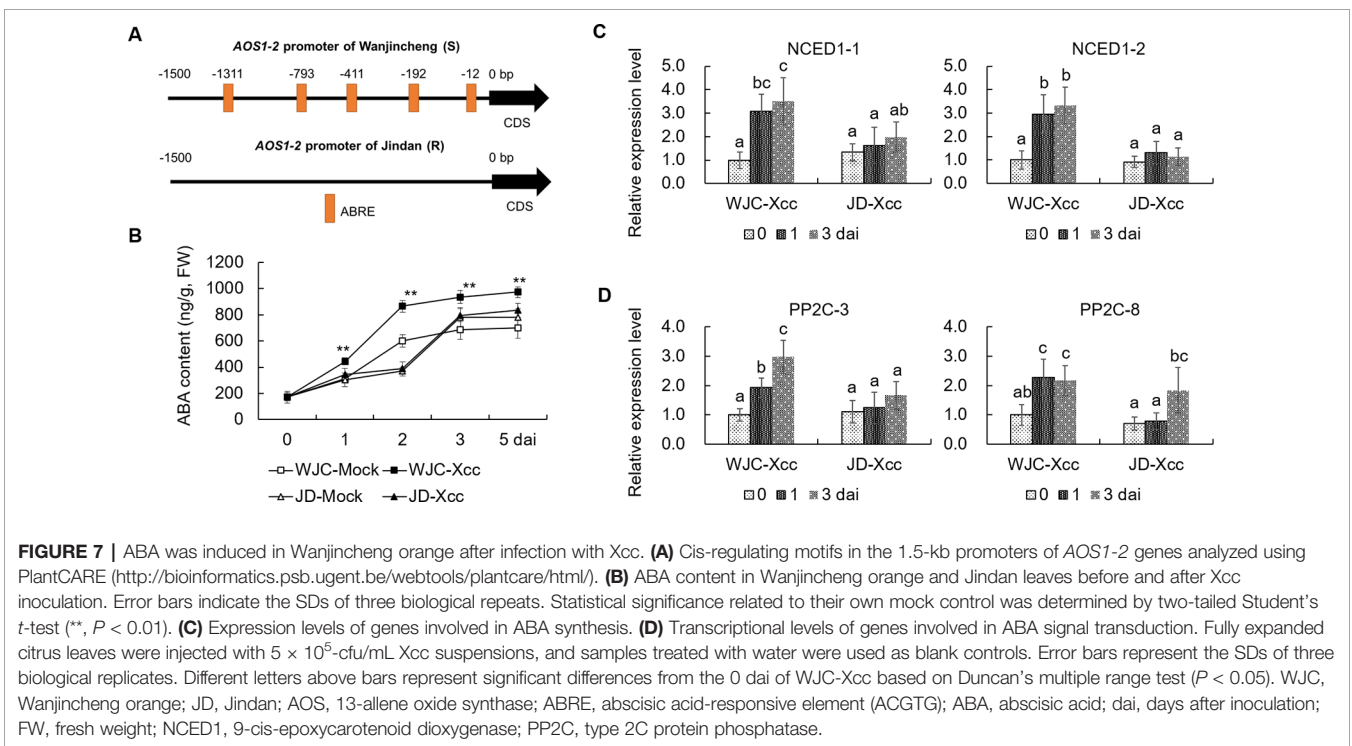 A
AOS1-2 promoter of Wanjincheng (S)
-1500 -1311 -793 -411 -192 -12 0 bp
CDS
AOS1-2 promoter of Jindan (R)
-1500 0 bp
CDS
ABRE
B
ABA content (ng/g, FW)
1200
1000
800
600
400
200
0
** ** ** **
0 1 2 3 5 dai
WJC-Mock WJC-Xcc
JD-Mock JD-Xcc
C
NCED1-1
Relative expression level
5.0
4.0
3.0
2.0
1.0
0.0
a bc c a a ab
WJC-Xcc JD-Xcc
0 1 3 dai
NCED1-2
5.0
4.0
3.0
2.0
1.0
0.0
a b b a a a
WJC-Xcc JD-Xcc
0 1 3 dai
D
PP2C-3
Relative expression level
4.0
3.0
2.0
1.0
0.0
a b c a a a
WJC-Xcc JD-Xcc
0 1 3 dai
PP2C-8
4.0
3.0
2.0
1.0
0.0
ab c c a a bc
WJC-Xcc JD-Xcc
0 1 3 dai
FIGURE 7 | ABA was induced in Wanjincheng orange after infection with Xcc. (A) Cis-regulating motifs in the 1.5-kb promoters of AOS1-2 genes analyzed using
PlantCARE (http://bioinformatics.psb.ugent.be/webtools/plantcare/html/). (B) ABA content in Wanjincheng orange and Jindan leaves before and after Xcc
inoculation. Error bars indicate the SDs of three biological repeats. Statistical significance related to their own mock control was determined by two-tailed Student's
t-test (**, P < 0.01). (C) Expression levels of genes involved in ABA synthesis. (D) Transcriptional levels of genes involved in ABA signal transduction. Fully expanded
citrus leaves were injected with 5 × 10⁵-cfu/mL Xcc suspensions, and samples treated with water were used as blank controls. Error bars represent the SDs of three
biological replicates. Different letters above bars represent significant differences from the 0 dai of WJC-Xcc based on Duncan's multiple range test (P < 0.05). WJC,
Wanjincheng orange; JD, Jindan; AOS, 13-allene oxide synthase; ABRE, abscisic acid-responsive element (ACGTG); ABA, abscisic acid; dai, days after inoculation;
FW, fresh weight; NCED1, 9-cis-epoxycarotenoid dioxygenase; PP2C, type 2C protein phosphatase.